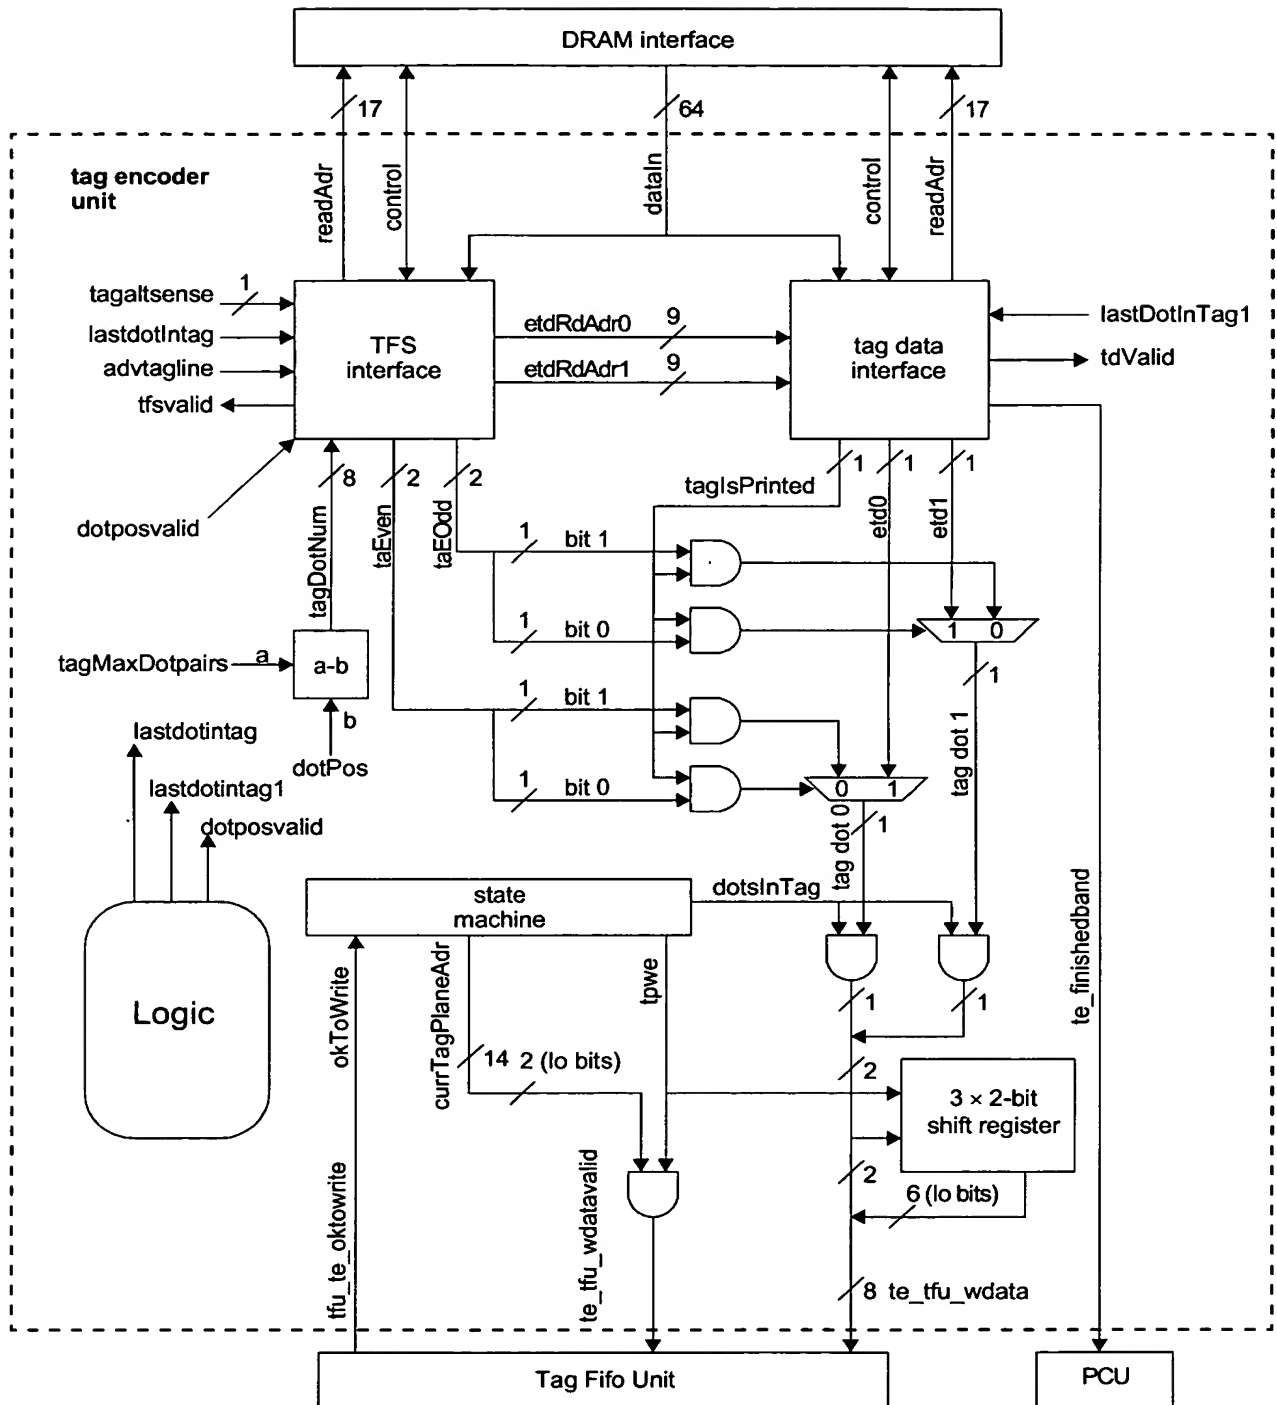 DRAM interface
17
64
17
tag encoder
unit
readAdr
control
dataIn
control
readAdr
tagaltsense
1
lastdotIntag
advtagline
tfsvalid
dotposvalid
TFS
interface
etdRdAdr0
9
etdRdAdr1
9
tag data
interface
lastDotInTag1
tdValid
8
2
2
1
1
1
tagIsPrinted
tagDotNum
taEven
taEOdd
etd0
etd1
1
bit 1
1
bit 0
1 0
tagMaxDotpairs
a
a-b
b
dotPos
1
bit 1
1
bit 0
0 1
1
tag dot 1
tag dot 0
1
lastdotintag
lastdotintag1
dotposvalid
Logic
state
machine
dotsInTag
okToWrite
currTagPlaneAdr
tpwe
te_finishedband
1
1
14
2 (lo bits)
2
3 × 2-bit
shift register
2
6 (lo bits)
tfu_te_oktowrite
te_tfu_wdatavalid
8 te_tfu_wdata
Tag Fifo Unit
PCU